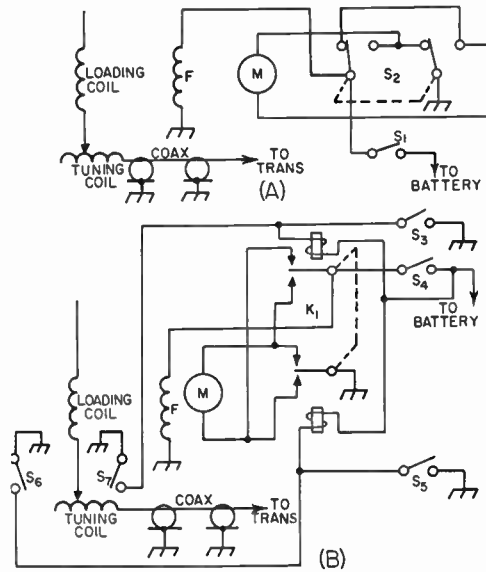 LOADING
COIL
F
M
S2
S1
COAX
TO
TRANS
TUNING
COIL
(A)
TO
BATTERY
S3
K1
S4
TO
BATTERY
LOADING
COIL
F
M
S6
S7
COAX
TO
TRANS
TUNING
COIL
S5
(B)